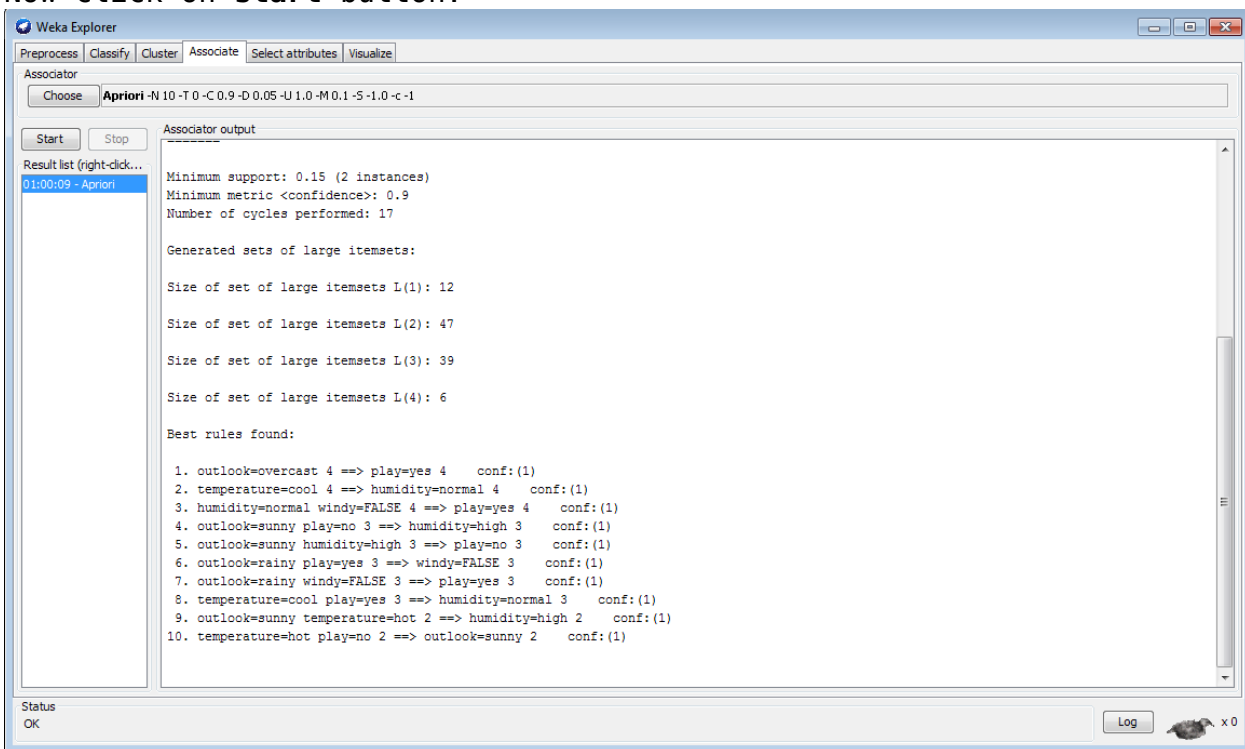 Now click on Start button.
Weka Explorer
Preprocess Classify Cluster Associate Select attributes Visualize
Associator
Choose Apriori -N 10 -T 0 -C 0.9 -D 0.05 -U 1.0 -M 0.1 -S -1.0 -c -1
Start Stop
Associator output
=======
Result list (right-click...
01:00:09 - Apriori
Minimum support: 0.15 (2 instances)
Minimum metric <confidence>: 0.9
Number of cycles performed: 17
Generated sets of large itemsets:
Size of set of large itemsets L(1): 12
Size of set of large itemsets L(2): 47
Size of set of large itemsets L(3): 39
Size of set of large itemsets L(4): 6
Best rules found:
1. outlook=overcast 4 ==> play=yes 4 conf:(1)
2. temperature=cool 4 ==> humidity=normal 4 conf:(1)
3. humidity=normal windy=FALSE 4 ==> play=yes 4 conf:(1)
4. outlook=sunny play=no 3 ==> humidity=high 3 conf:(1)
5. outlook=sunny humidity=high 3 ==> play=no 3 conf:(1)
6. outlook=rainy play=yes 3 ==> windy=FALSE 3 conf:(1)
7. outlook=rainy windy=FALSE 3 ==> play=yes 3 conf:(1)
8. temperature=cool play=yes 3 ==> humidity=normal 3 conf:(1)
9. outlook=sunny temperature=hot 2 ==> humidity=high 2 conf:(1)
10. temperature=hot play=no 2 ==> outlook=sunny 2 conf:(1)
Status
OK
Log
x 0